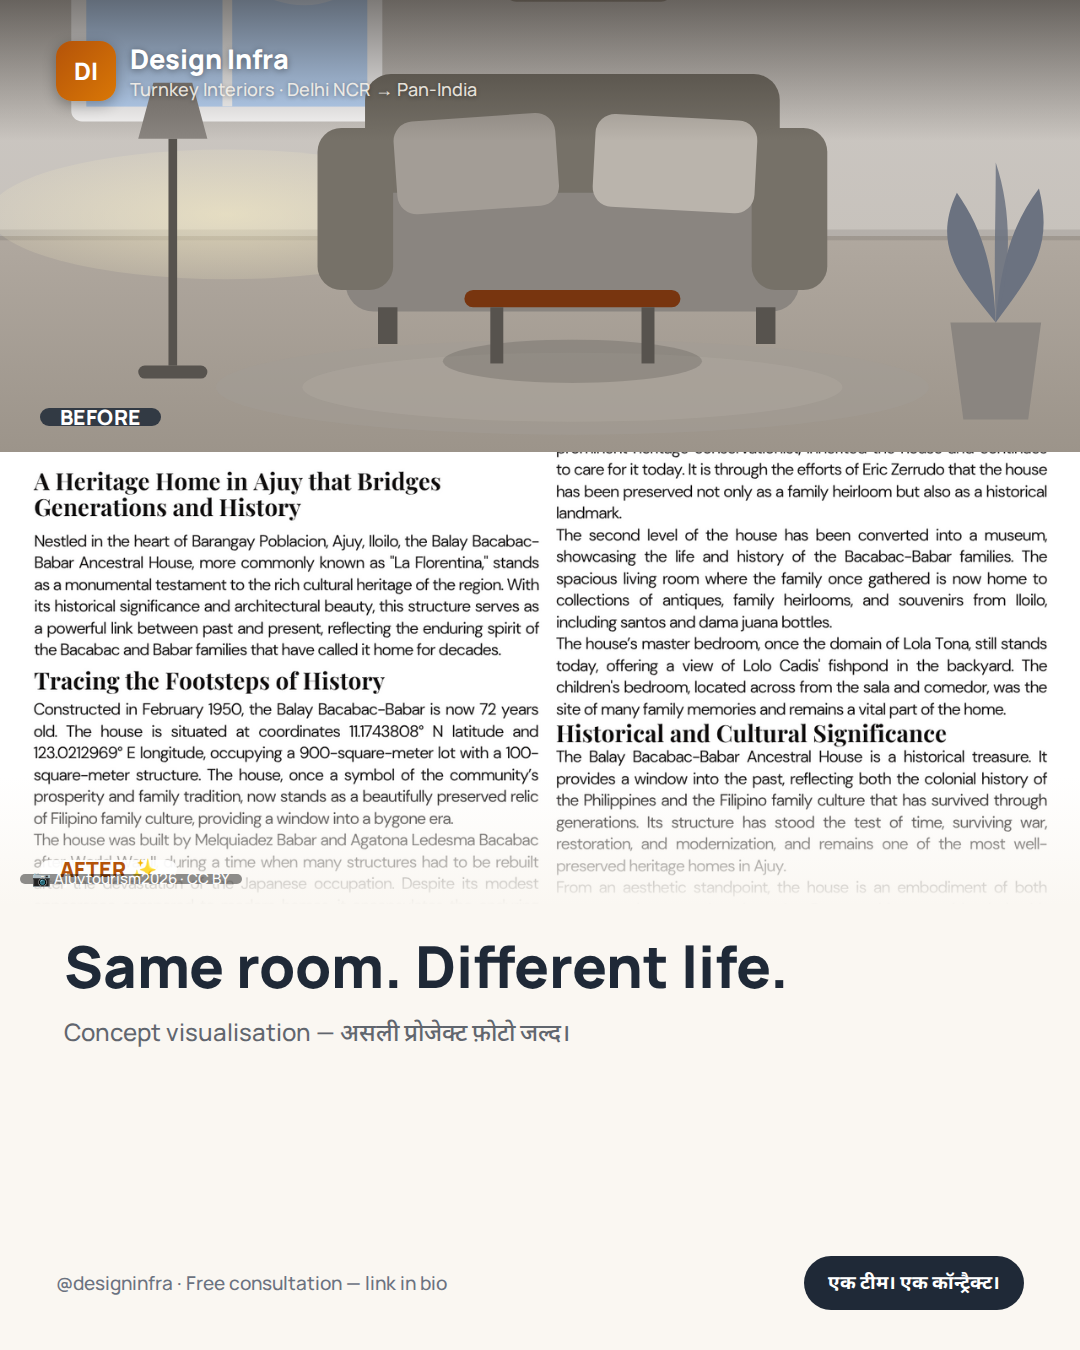 DI
Design Infra
Turnkey Interiors · Delhi NCR → Pan-India
BEFORE
A Heritage Home in Ajuy that Bridges
Generations and History
Nestled in the heart of Barangay Poblacion, Ajuy, Iloilo, the Balay Bacabac-
Babar Ancestral House, more commonly known as "La Florentina," stands
as a monumental testament to the rich cultural heritage of the region. With
its historical significance and architectural beauty, this structure serves as
a powerful link between past and present, reflecting the enduring spirit of
the Bacabac and Babar families that have called it home for decades.
Tracing the Footsteps of History
Constructed in February 1950, the Balay Bacabac-Babar is now 72 years
old. The house is situated at coordinates 11.1743808° N latitude and
123.0212969° E longitude, occupying a 900-square-meter lot with a 100-
square-meter structure. The house, once a symbol of the community's
prosperity and family tradition, now stands as a beautifully preserved relic
of Filipino family culture, providing a window into a bygone era.
The house was built by Melquiadez Babar and Agatona Ledesma Bacabac
after World War II, during a time when many structures had to be rebuilt
after the devastation of the Japanese occupation. Despite its modest
prominent heritage conservationist, inherited the house and continues
to care for it today. It is through the efforts of Eric Zerrudo that the house
has been preserved not only as a family heirloom but also as a historical
landmark.
The second level of the house has been converted into a museum,
showcasing the life and history of the Bacabac-Babar families. The
spacious living room where the family once gathered is now home to
collections of antiques, family heirlooms, and souvenirs from Iloilo,
including santos and dama juana bottles.
The house's master bedroom, once the domain of Lola Tona, still stands
today, offering a view of Lolo Cadis' fishpond in the backyard. The
children's bedroom, located across from the sala and comedor, was the
site of many family memories and remains a vital part of the home.
Historical and Cultural Significance
The Balay Bacabac-Babar Ancestral House is a historical treasure. It
provides a window into the past, reflecting both the colonial history of
the Philippines and the Filipino family culture that has survived through
generations. Its structure has stood the test of time, surviving war,
restoration, and modernization, and remains one of the most well-
preserved heritage homes in Ajuy.
From an aesthetic standpoint, the house is an embodiment of both
AFTER ✨
📷 Ajuytourism2026 · CC BY
Same room. Different life.
Concept visualisation — असली प्रोजेक्ट फ़ोटो जल्द।
@designinfra · Free consultation — link in bio
एक टीम। एक कॉन्ट्रैक्ट।